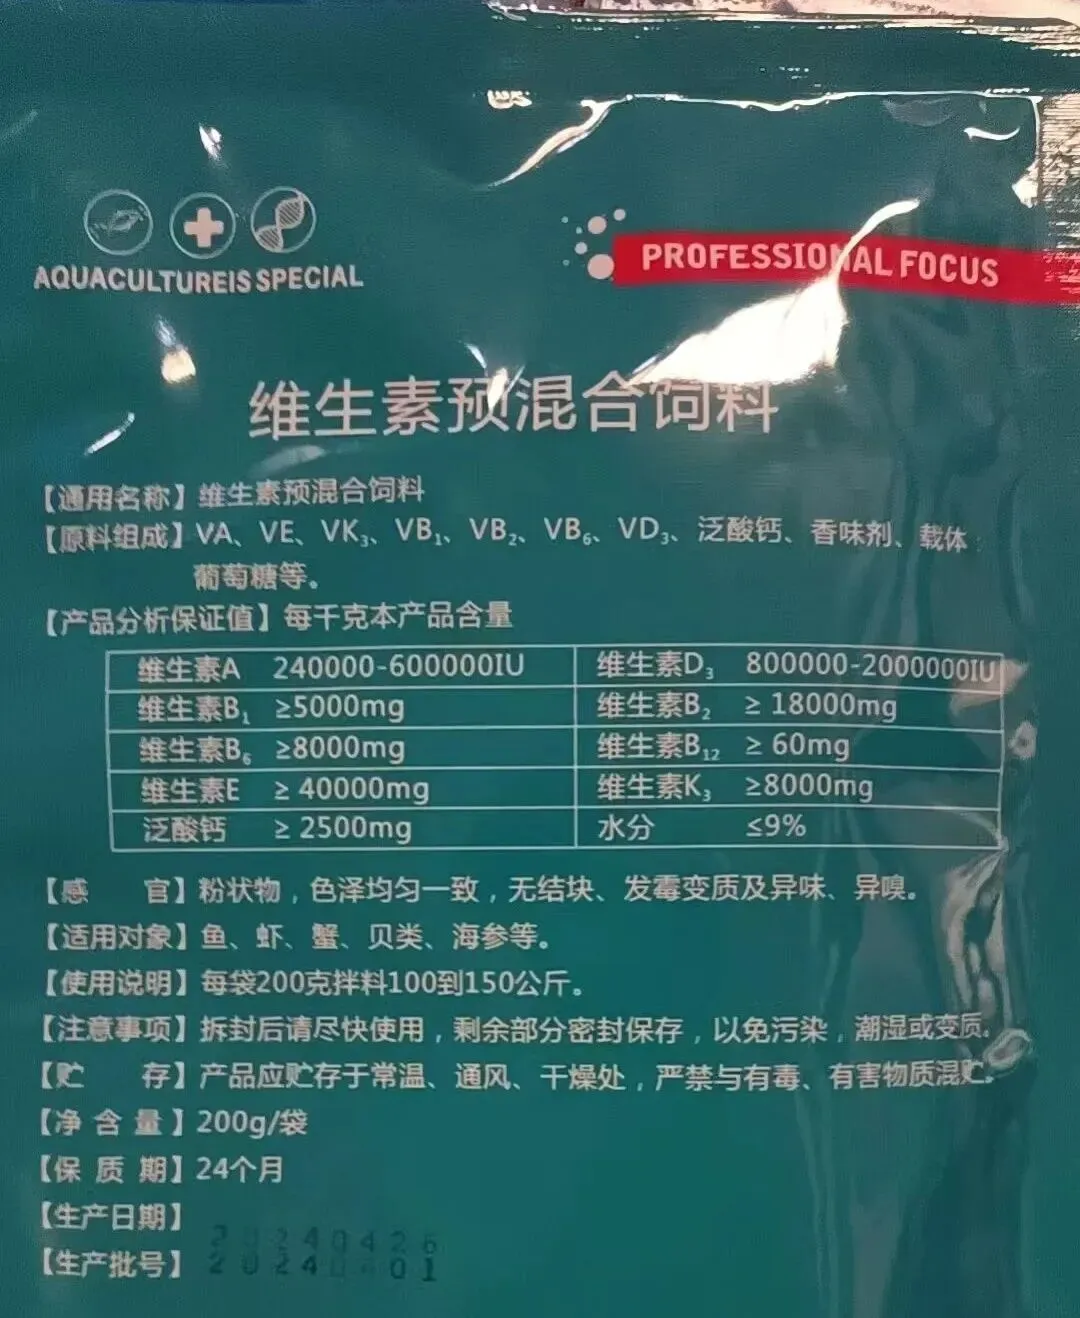 AQUACULTUREIS SPECIAL
PROFESSIONAL FOCUS
维生素预混合饲料
【通用名称】维生素预混合饲料
【原料组成】VA、VE、VK₃、VB₁、VB₂、VB₆、VD₃、泛酸钙、香味剂、载体:
葡萄糖等。
【产品分析保证值】每千克本产品含量
维生素A 240000-600000IU 维生素D₃ 800000-2000000IU
维生素B₁ ≥5000mg 维生素B₂ ≥ 18000mg
维生素B₆ ≥8000mg 维生素B₁₂ ≥ 60mg
维生素E ≥ 40000mg 维生素K₃ ≥8000mg
泛酸钙 ≥ 2500mg 水分 ≤9%
【感 官】粉状物,色泽均匀一致,无结块、发霉变质及异味、异嗅。
【适用对象】鱼、虾、蟹、贝类、海参等。
【使用说明】每袋200克拌料100到150公斤。
【注意事项】拆封后请尽快使用,剩余部分密封保存,以免污染,潮湿或变质。
【贮 存】产品应贮存于常温、通风、干燥处,严禁与有毒、有害物质混贮。
【净 含 量】200g/袋
【保 质 期】24个月
【生产日期】20240426
【生产批号】